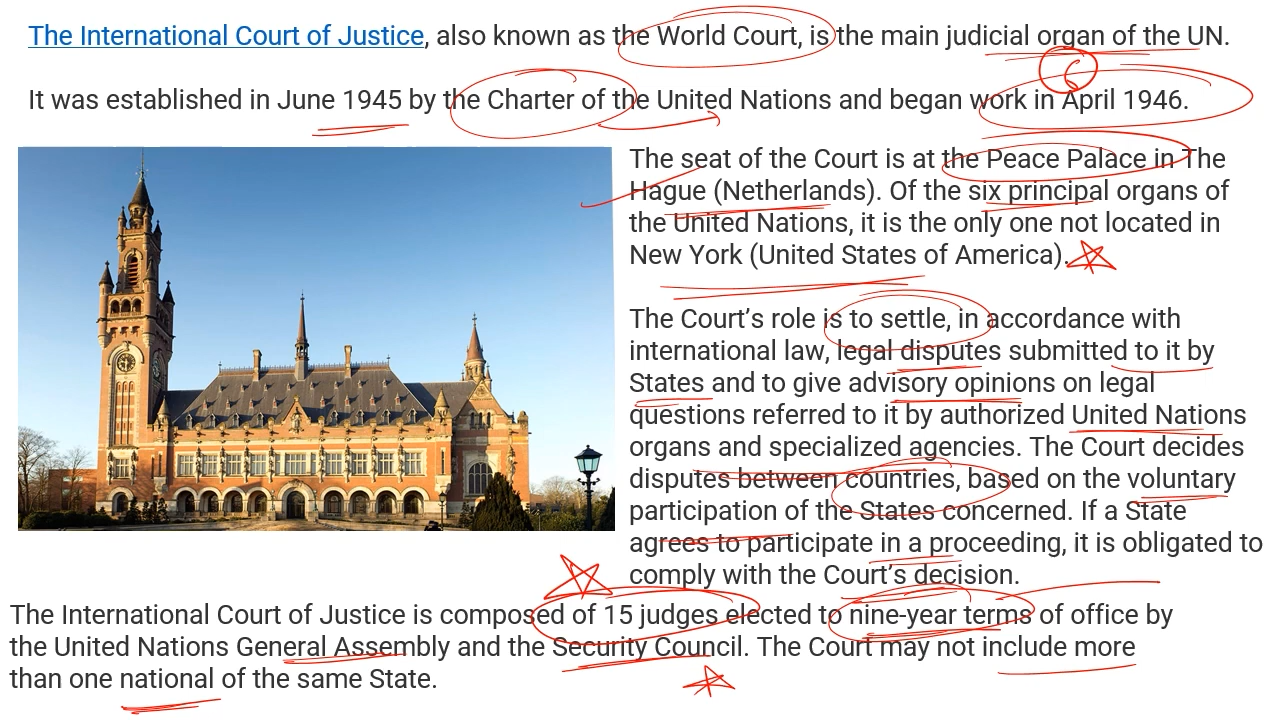 The International Court of Justice, also known as the World Court, is the main judicial organ of the UN.
6
It was established in June 1945 by the Charter of the United Nations and began work in April 1946.
The seat of the Court is at the Peace Palace in The
Hague (Netherlands). Of the six principal organs of
the United Nations, it is the only one not located in
New York (United States of America).
The Court’s role is to settle, in accordance with
international law, legal disputes submitted to it by
States and to give advisory opinions on legal
questions referred to it by authorized United Nations
organs and specialized agencies. The Court decides
disputes between countries, based on the voluntary
participation of the States concerned. If a State
agrees to participate in a proceeding, it is obligated to
comply with the Court’s decision.
The International Court of Justice is composed of 15 judges elected to nine-year terms of office by
the United Nations General Assembly and the Security Council. The Court may not include more
than one national of the same State.